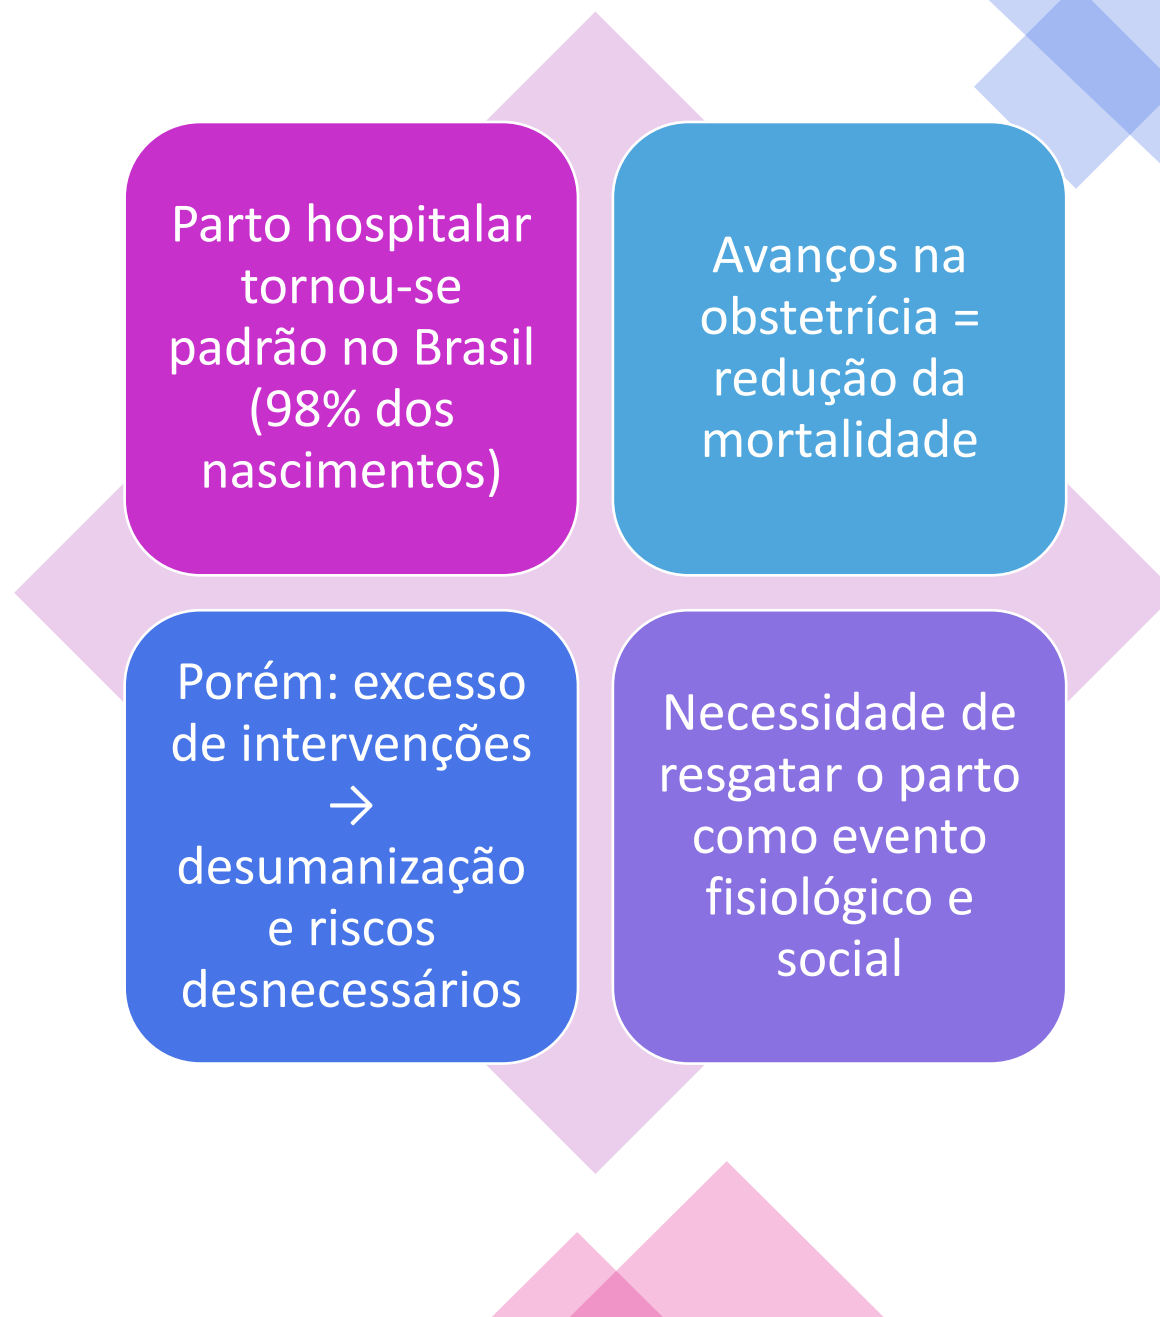 Parto hospitalar
tornou-se
padrão no Brasil
(98% dos
nascimentos)
Avanços na
obstetrícia =
redução da
mortalidade
Porém: excesso
de intervenções
→
desumanização
e riscos
desnecessários
Necessidade de
resgatar o parto
como evento
fisiológico e
social